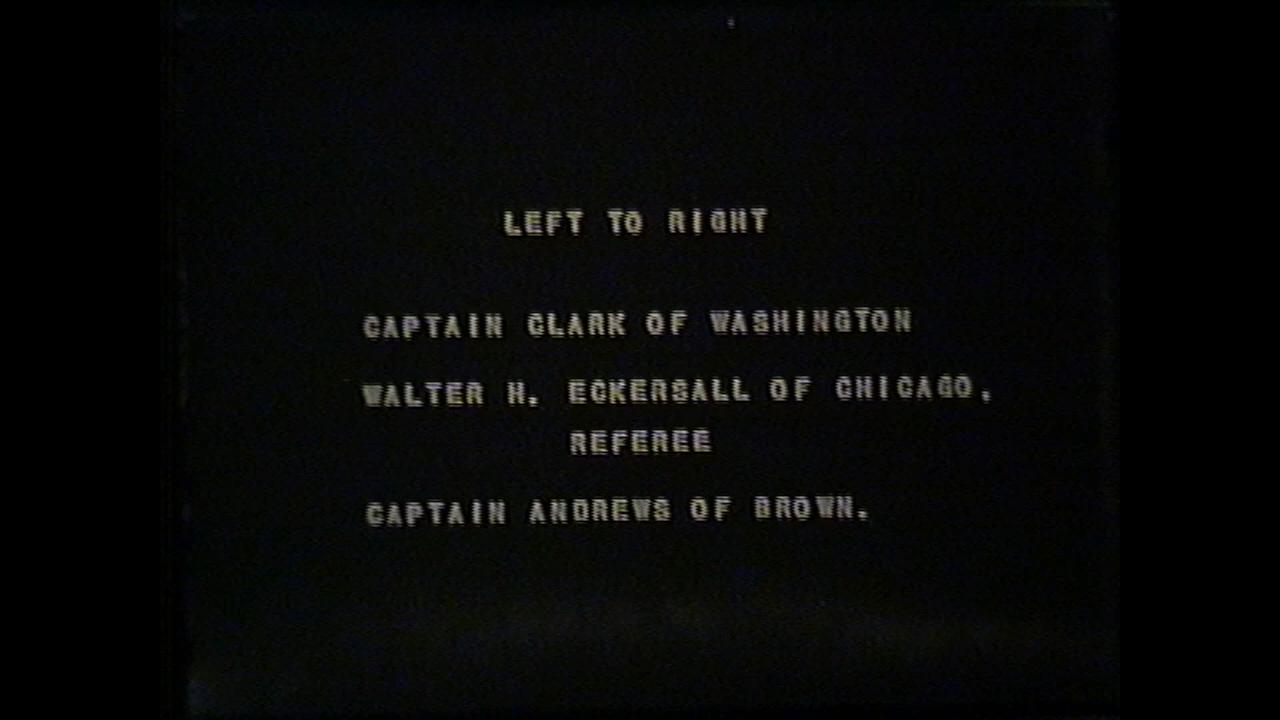 LEFT TO RIGHT
CAPTAIN CLARK OF WASHINGTON
WALTER H. ECKERSALL OF CHICAGO,
REFEREE
CAPTAIN ANDREWS OF BROWN.